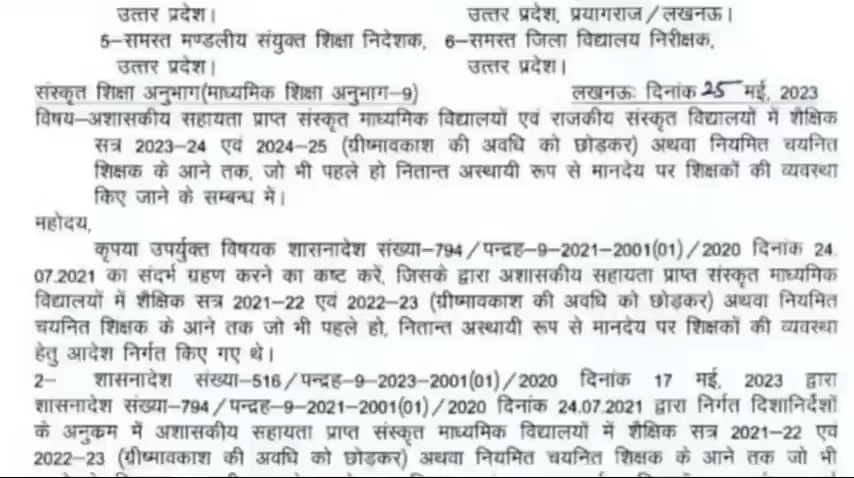 उत्तर प्रदेश। उत्तर प्रदेश, प्रयागराज/लखनऊ।
5–समस्त मण्डलीय संयुक्त शिक्षा निदेशक, 6–समस्त जिला विद्यालय निरीक्षक,
उत्तर प्रदेश। उत्तर प्रदेश।
संस्कृत शिक्षा अनुभाग(माध्यमिक शिक्षा अनुभाग–9) लखनऊः दिनांक 25 मई, 2023
विषय–अशासकीय सहायता प्राप्त संस्कृत माध्यमिक विद्यालयों एवं राजकीय संस्कृत विद्यालयों में शैक्षिक
सत्र 2023–24 एवं 2024–25 (ग्रीष्मावकाश की अवधि को छोड़कर) अथवा नियमित चयनित
शिक्षक के आने तक, जो भी पहले हो नितान्त अस्थायी रूप से मानदेय पर शिक्षकों की व्यवस्था
किए जाने के सम्बन्ध में।
महोदय,
कृपया उपर्युक्त विषयक शासनादेश संख्या–794/पन्द्रह–9–2021–2001(01)/2020 दिनांक 24.
07.2021 का संदर्भ ग्रहण करने का कष्ट करें, जिसके द्वारा अशासकीय सहायता प्राप्त संस्कृत माध्यमिक
विद्यालयों में शैक्षिक सत्र 2021–22 एवं 2022–23 (ग्रीष्मावकाश की अवधि को छोड़कर) अथवा नियमित
चयनित शिक्षक के आने तक जो भी पहले हो, नितान्त अस्थायी रूप से मानदेय पर शिक्षकों की व्यवस्था
हेतु आदेश निर्गत किए गए थे।
2– शासनादेश संख्या–516/पन्द्रह–9–2023–2001(01)/2020 दिनांक 17 मई, 2023 द्वारा
शासनादेश संख्या–794/पन्द्रह–9–2021–2001(01)/2020 दिनांक 24.07.2021 द्वारा निर्गत दिशानिर्देशों
के अनुक्रम में अशासकीय सहायता प्राप्त संस्कृत माध्यमिक विद्यालयों में शैक्षिक सत्र 2021–22 एवं
2022–23 (ग्रीष्मावकाश की अवधि को छोड़कर) अथवा नियमित चयनित शिक्षक के आने तक जो भी